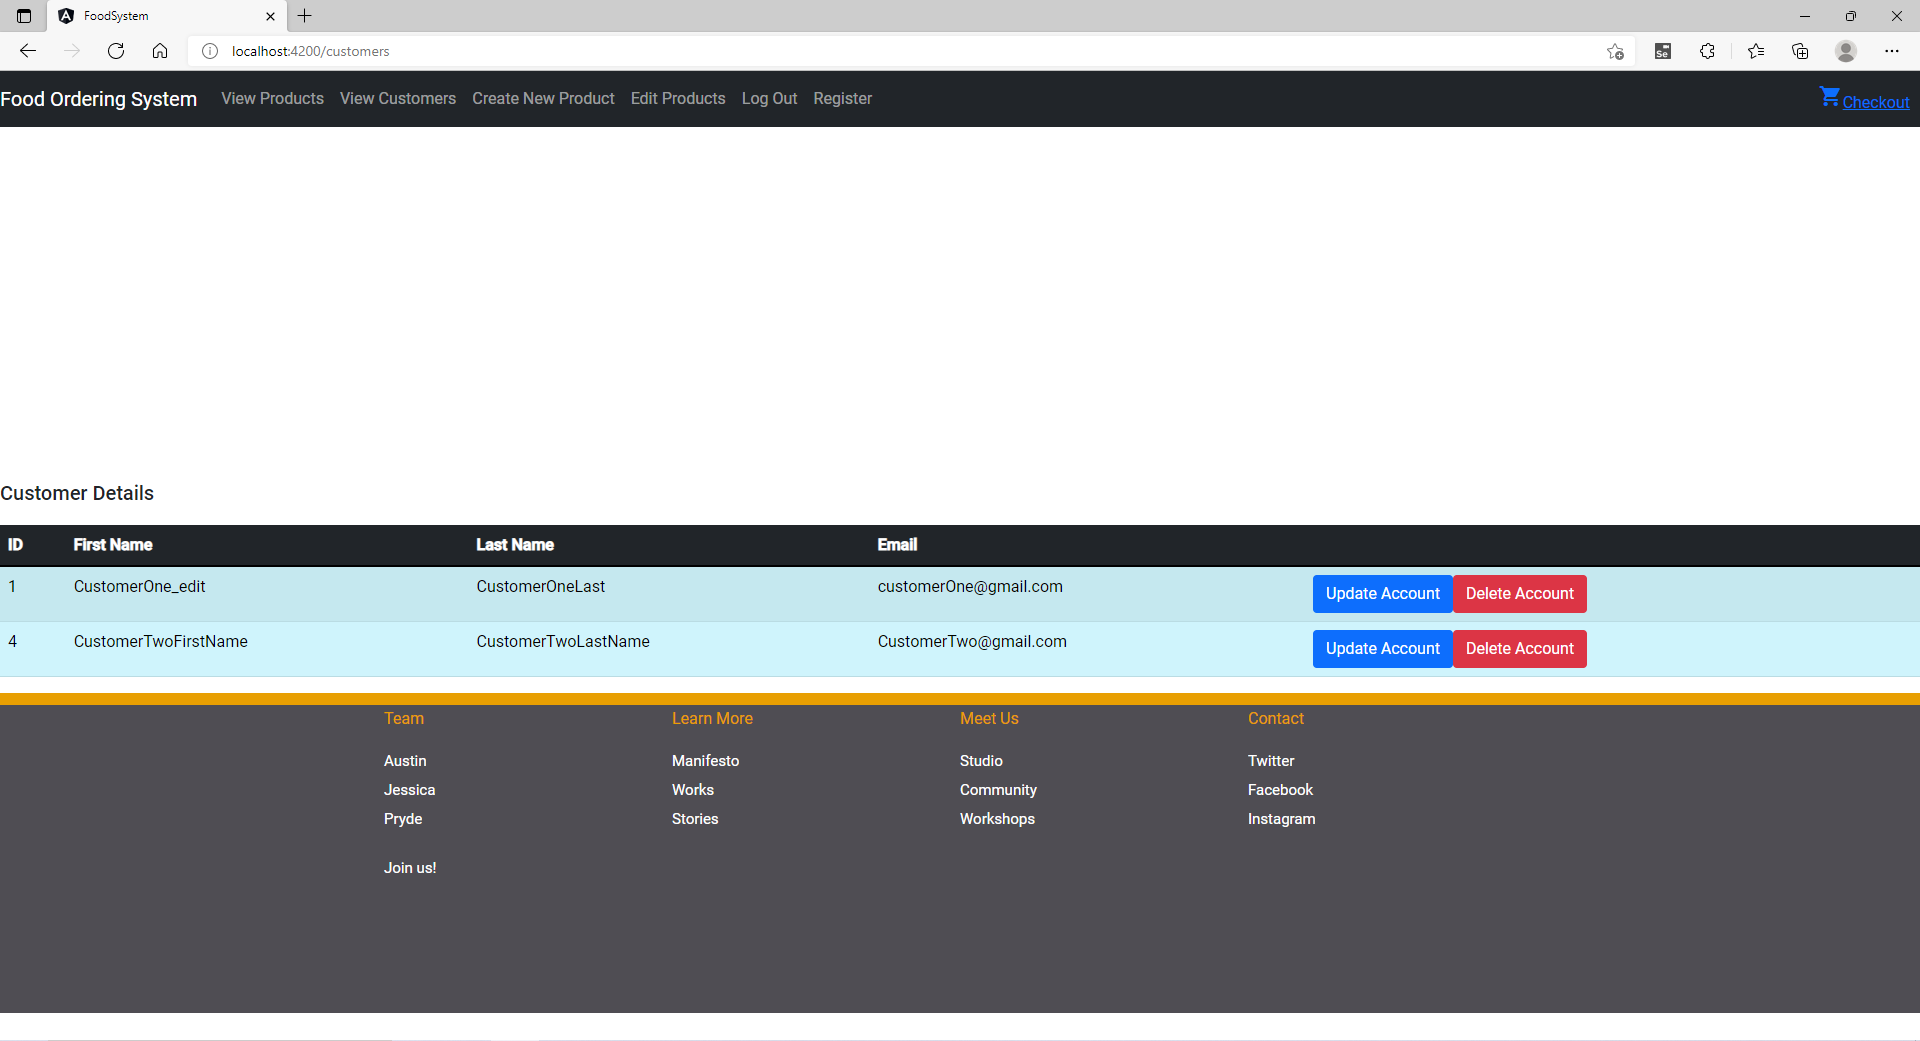 FoodSystem
localhost:4200/customers
Se
Food Ordering System View Products View Customers Create New Product Edit Products Log Out Register Checkout
Customer Details
ID First Name Last Name Email
1 CustomerOne_edit CustomerOneLast customerOne@gmail.com Update Account Delete Account
4 CustomerTwoFirstName CustomerTwoLastName CustomerTwo@gmail.com Update Account Delete Account
Team Learn More Meet Us Contact
Austin Manifesto Studio Twitter
Jessica Works Community Facebook
Pryde Stories Workshops Instagram
Join us!